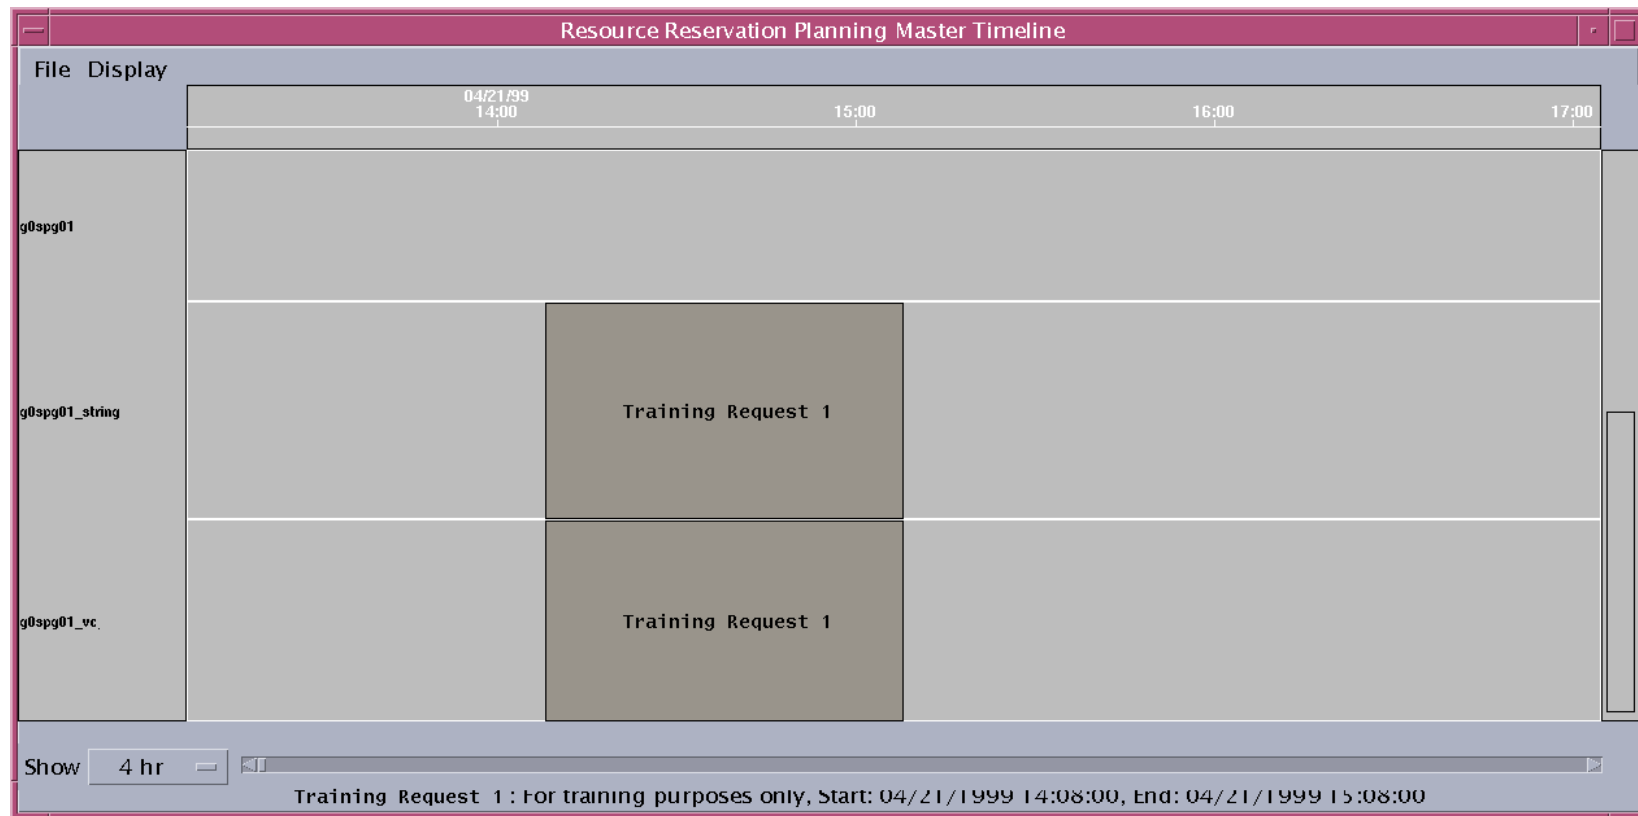 Resource Reservation Planning Master Timeline
File Display
04/21/99
14:00 15:00 16:00 17:00
g0spg01
g0spg01_string
Training Request 1
g0spg01_vc
Training Request 1
Show 4 hr
Training Request 1 : For training purposes only, Start: 04/21/1999 14:08:00, End: 04/21/1999 15:08:00